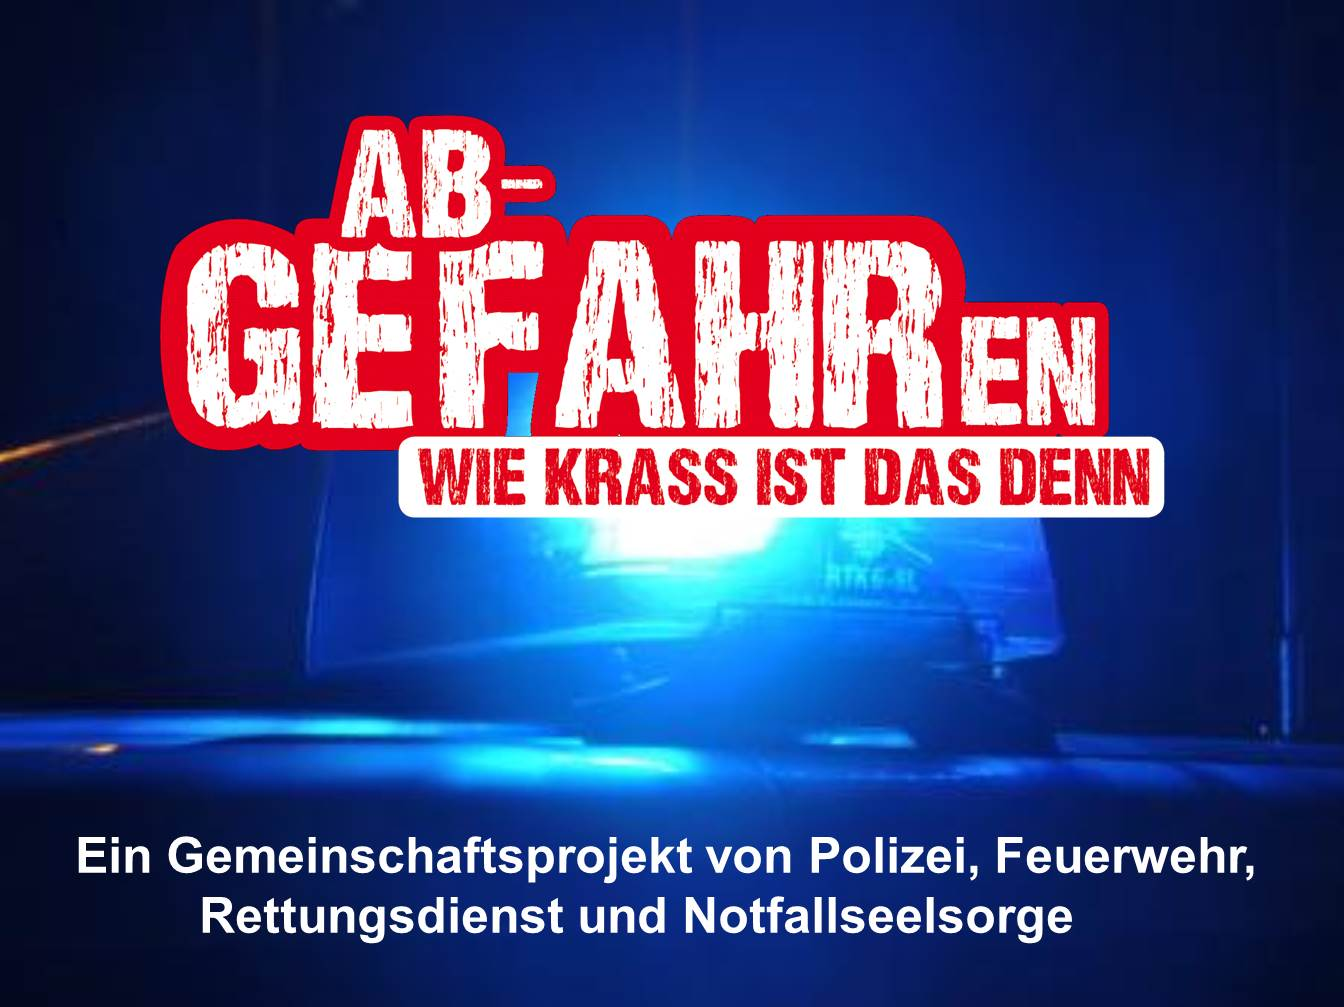 AB-
GEFAHREN
WIE KRASS IST DAS DENN
Ein Gemeinschaftsprojekt von Polizei, Feuerwehr,
Rettungsdienst und Notfallseelsorge